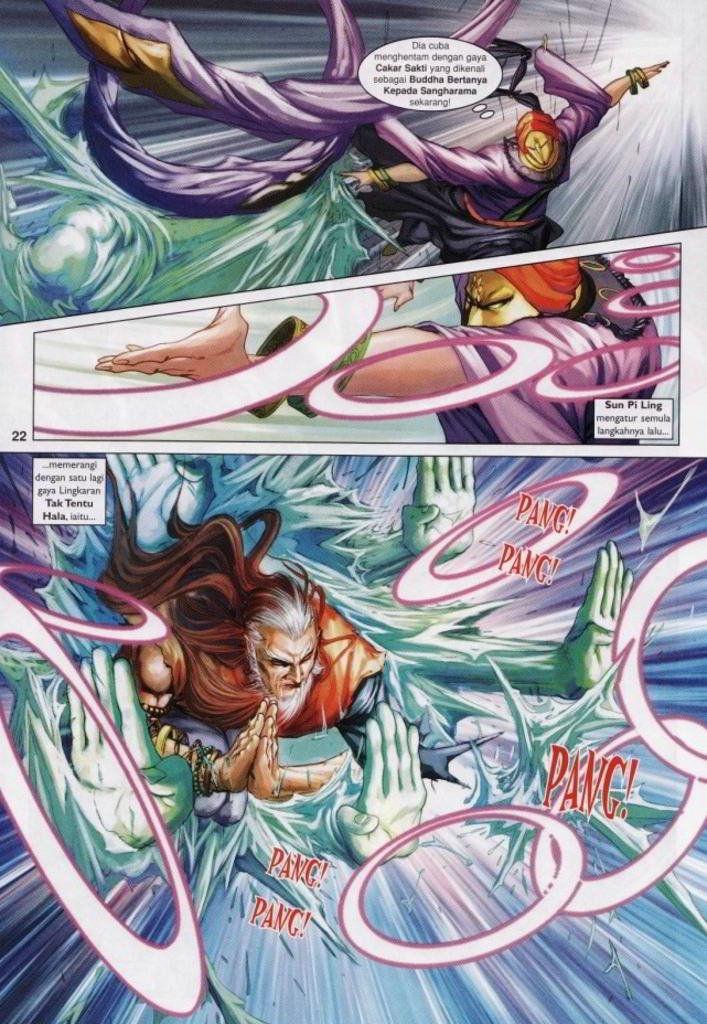 Dia cuba
menghentam dengan gaya
Cakar Sakti yang dikenali
sebagai Buddha Bertanya
Kepada Sangharama
sekarang!
Sun Pi Ling
mengatur semula
langkahnya lalu...
22
...memerangi
dengan satu lagi
gaya Lingkaran
Tak Tentu
Hala, iaitu...
PANG!
PANG!
PANG!
PANG!
PANG!